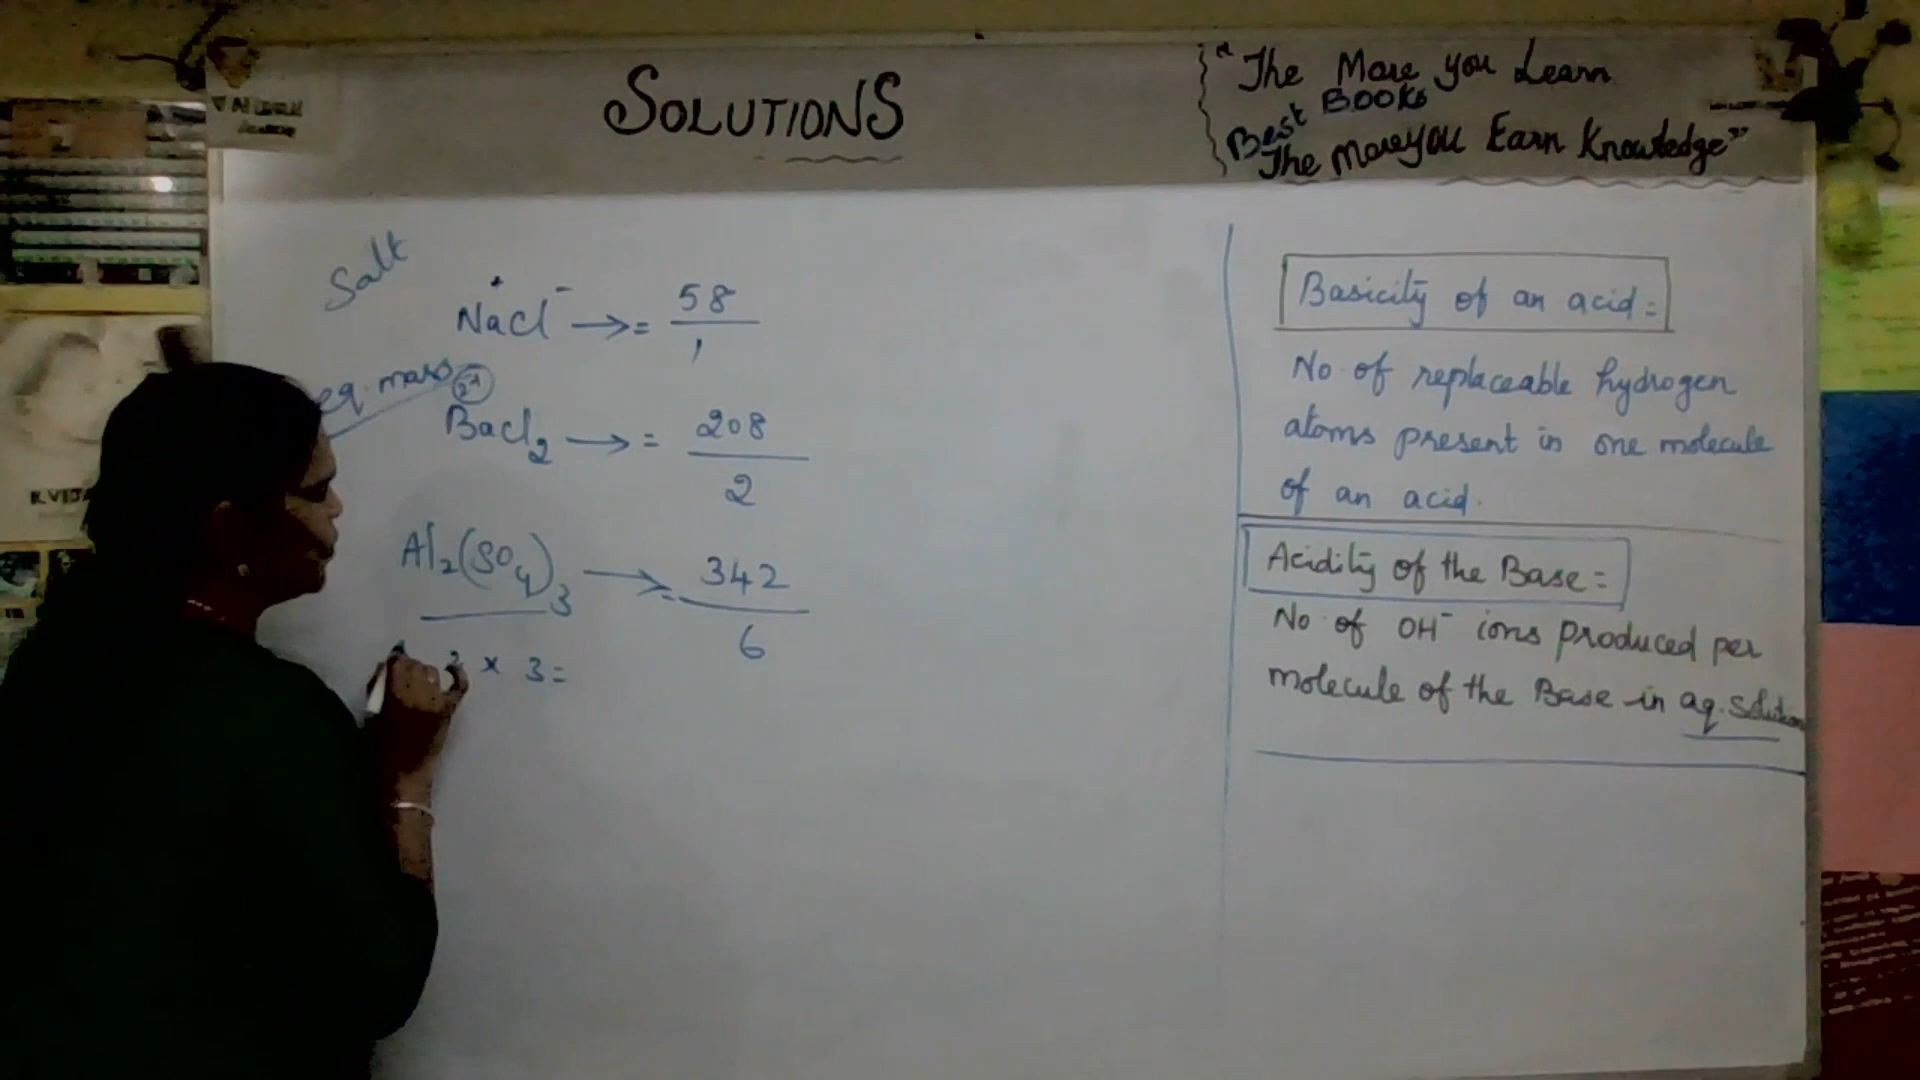 SOLUTIONS
"The More you Learn
Best BOOKS
The More you Earn Knowledge"
Salt
NaCl → = 58
1
eq. mass
2+
BaCl2 → = 208
2
Al2(SO4)3 → = 342
6
2 × 3 =
Basicity of an acid =
No. of replaceable hydrogen
atoms present in one molecule
of an acid.
Acidity of the Base =
No. of OH⁻ ions produced per
molecule of the Base in aq. Solution
K.VIJA